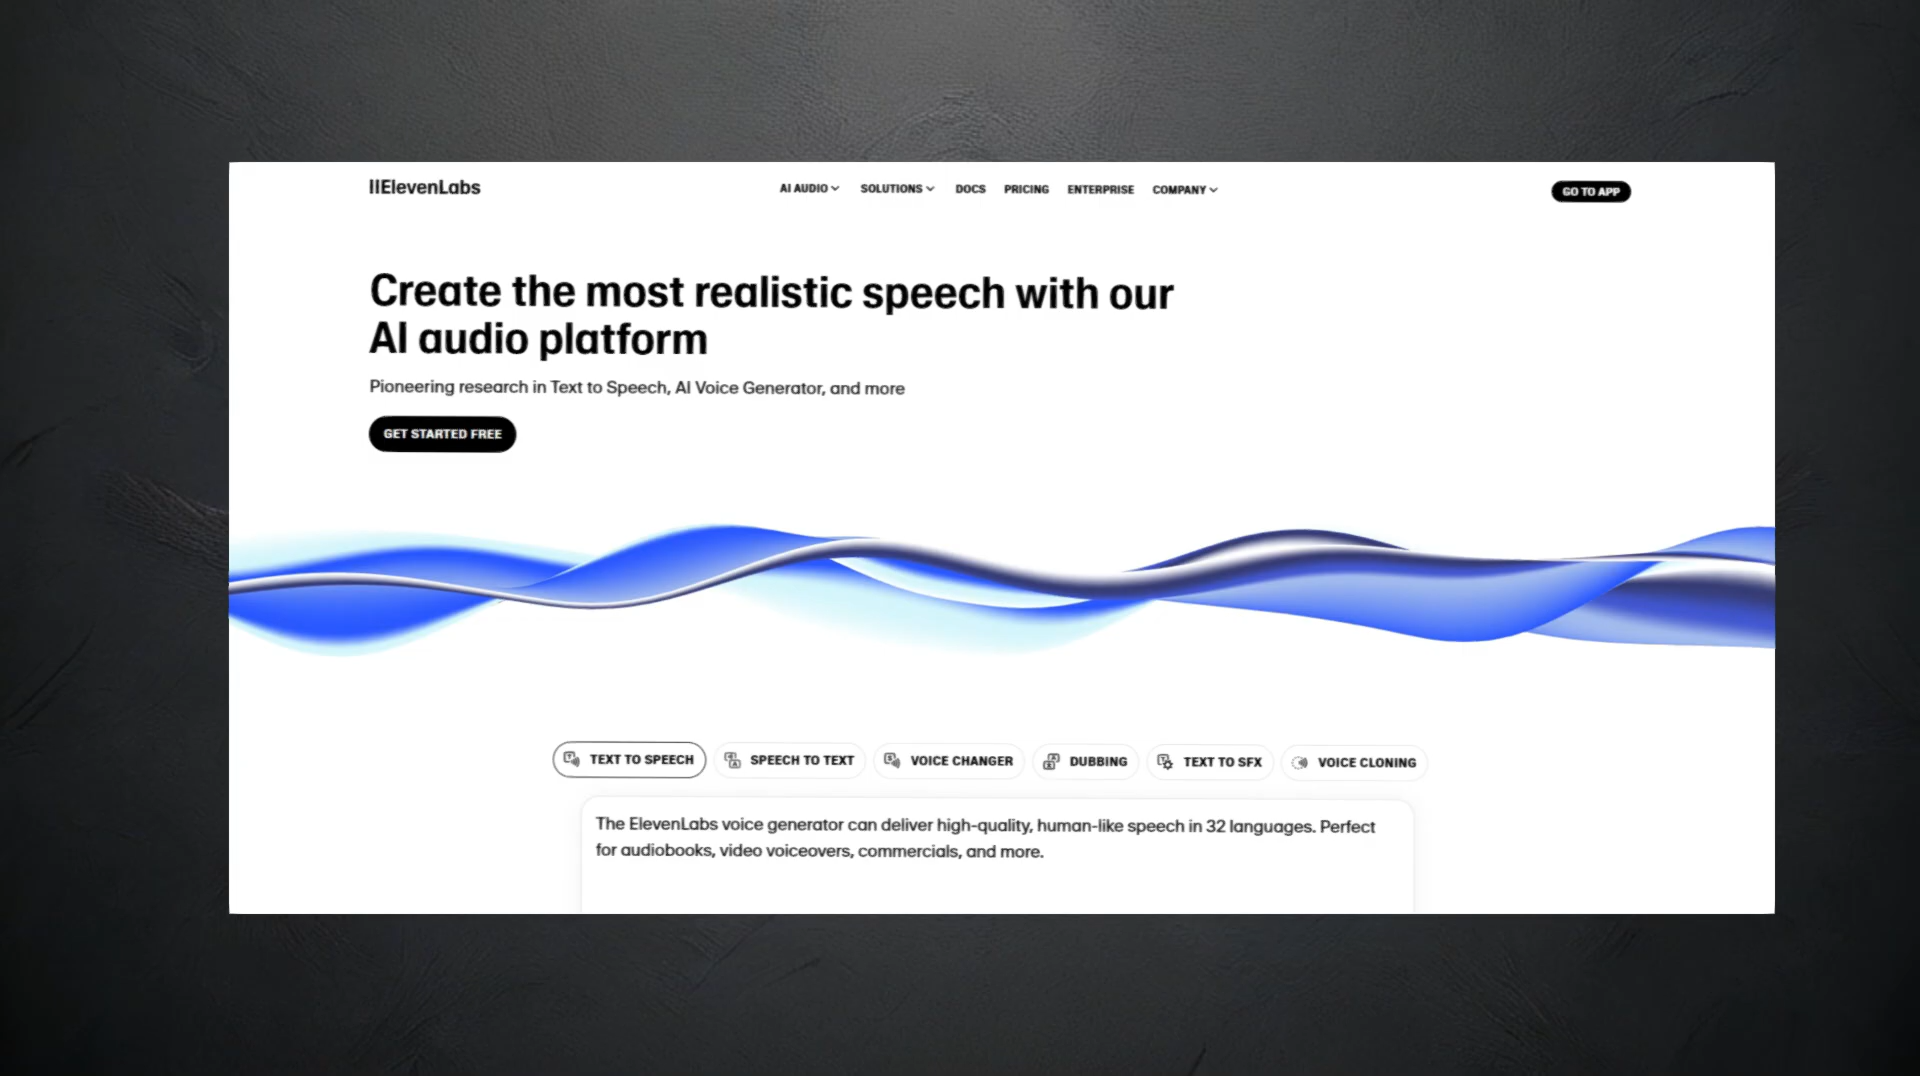 IIElevenLabs
AI AUDIO
SOLUTIONS
DOCS
PRICING
ENTERPRISE
COMPANY
GO TO APP
Create the most realistic speech with our
AI audio platform
Pioneering research in Text to Speech, AI Voice Generator, and more
GET STARTED FREE
TEXT TO SPEECH
SPEECH TO TEXT
VOICE CHANGER
DUBBING
TEXT TO SFX
VOICE CLONING
The ElevenLabs voice generator can deliver high-quality, human-like speech in 32 languages. Perfect
for audiobooks, video voiceovers, commercials, and more.